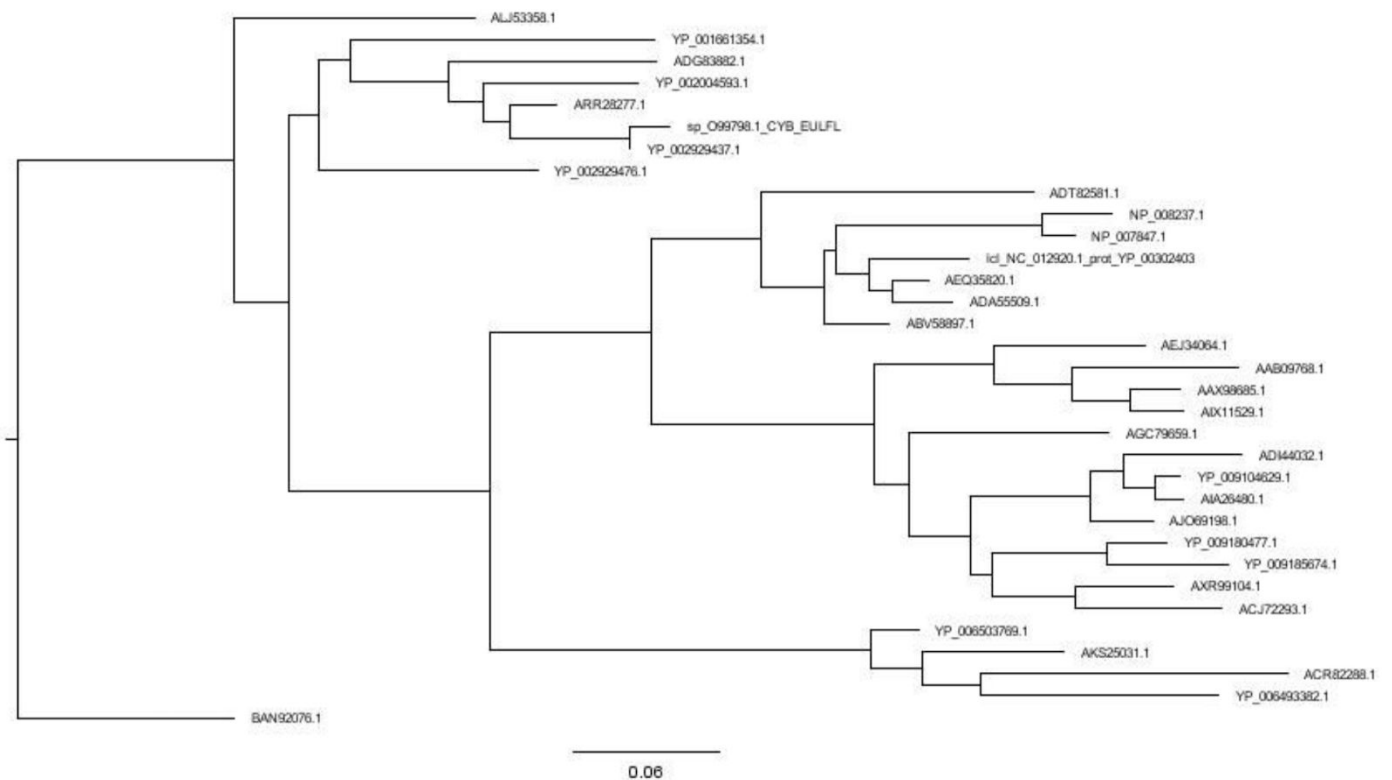 ALJ53358.1
YP_001661354.1
ADG83882.1
YP_002004593.1
ARR28277.1
sp_O99798.1_CYB_EULFL
YP_002929437.1
YP_002929476.1
ADT82581.1
NP_008237.1
NP_007847.1
lcl_NC_012920.1_prot_YP_00302403
AEQ35820.1
ADA55509.1
ABV58897.1
AEJ34064.1
AAB09768.1
AAX98685.1
AIX11529.1
AGC79659.1
ADI44032.1
YP_009104629.1
AIA26480.1
AJO69198.1
YP_009180477.1
YP_009185674.1
AXR99104.1
ACJ72293.1
YP_006503769.1
AKS25031.1
ACR82288.1
YP_006493382.1
BAN92076.1
0.06